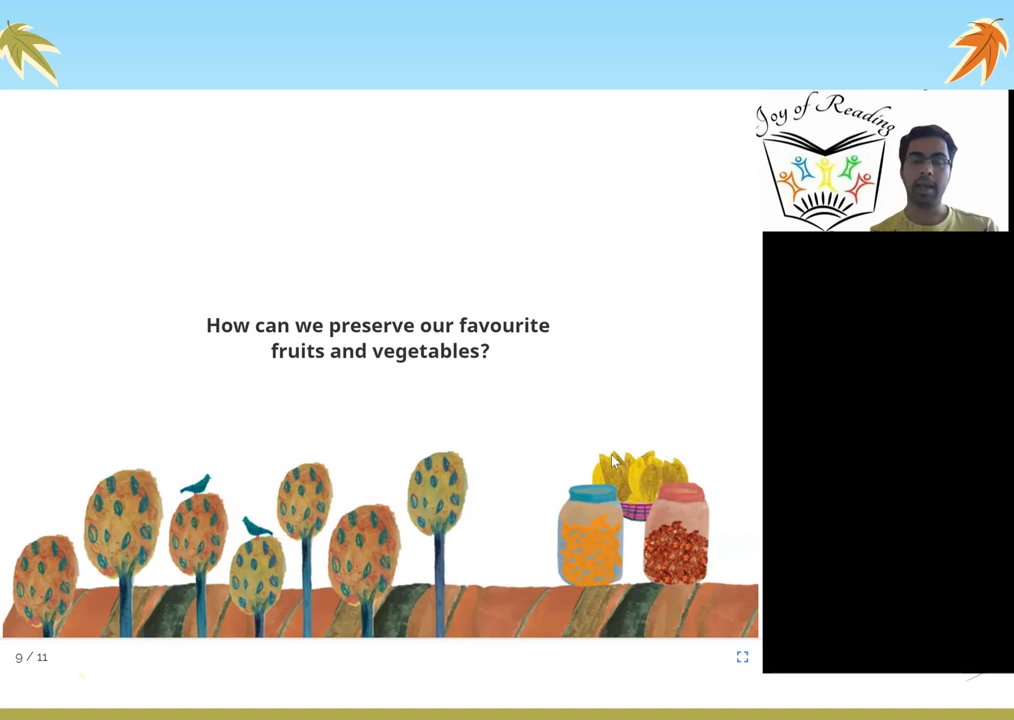 Joy of Reading
How can we preserve our favourite
fruits and vegetables?
9 / 11